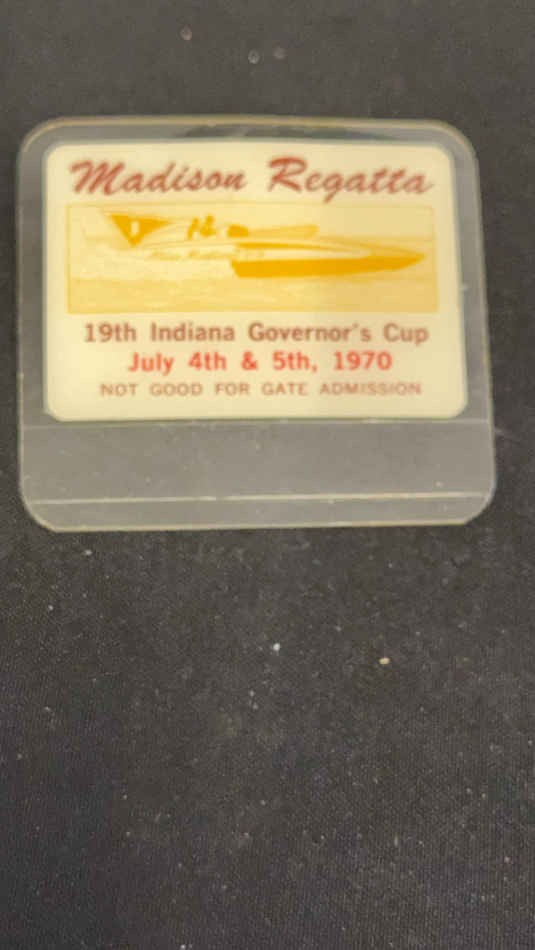 Madison Regatta
19th Indiana Governor's Cup
July 4th & 5th, 1970
NOT GOOD FOR GATE ADMISSION